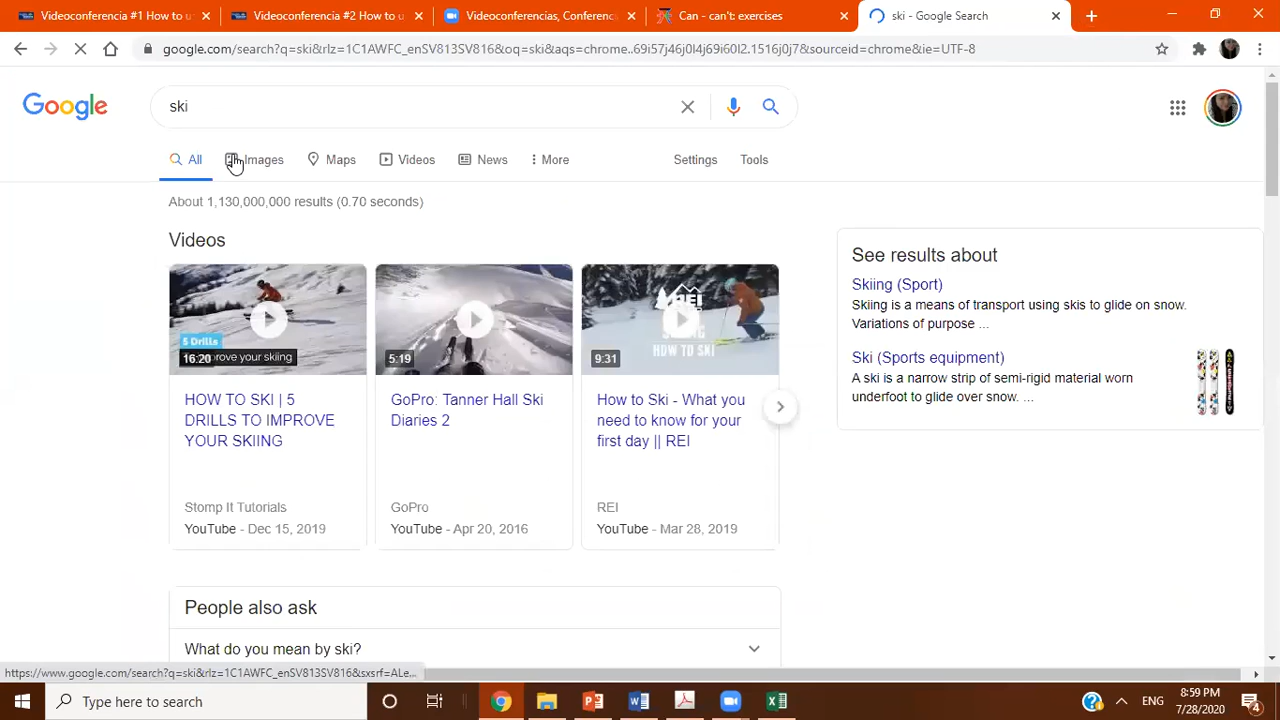 Videoconferencia #1 How to u
Videoconferencia #2 How to u
Videoconferencias, Conferenc
Can - can't: exercises
ski - Google Search
google.com/search?q=ski&rlz=1C1AWFC_enSV813SV816&oq=ski&aqs=chrome..69i57j46j0l4j69i60l2.1516j0j7&sourceid=chrome&ie=UTF-8
Google
ski
All
Images
Maps
Videos
News
More
Settings
Tools
About 1,130,000,000 results (0.70 seconds)
Videos
5 Drills
16:20
prove your skiing
5:19
REI
HOW TO SKI
9:31
HOW TO SKI | 5
DRILLS TO IMPROVE
YOUR SKIING
Stomp It Tutorials
YouTube - Dec 15, 2019
GoPro: Tanner Hall Ski
Diaries 2
GoPro
YouTube - Apr 20, 2016
How to Ski - What you
need to know for your
first day || REI
REI
YouTube - Mar 28, 2019
See results about
Skiing (Sport)
Skiing is a means of transport using skis to glide on snow.
Variations of purpose ...
Ski (Sports equipment)
A ski is a narrow strip of semi-rigid material worn
underfoot to glide over snow. ...
People also ask
What do you mean by ski?
https://www.google.com/search?q=ski&rlz=1C1AWFC_enSV813SV816&sxsrf=ALe...
Type here to search
ENG
8:59 PM
7/28/2020
4